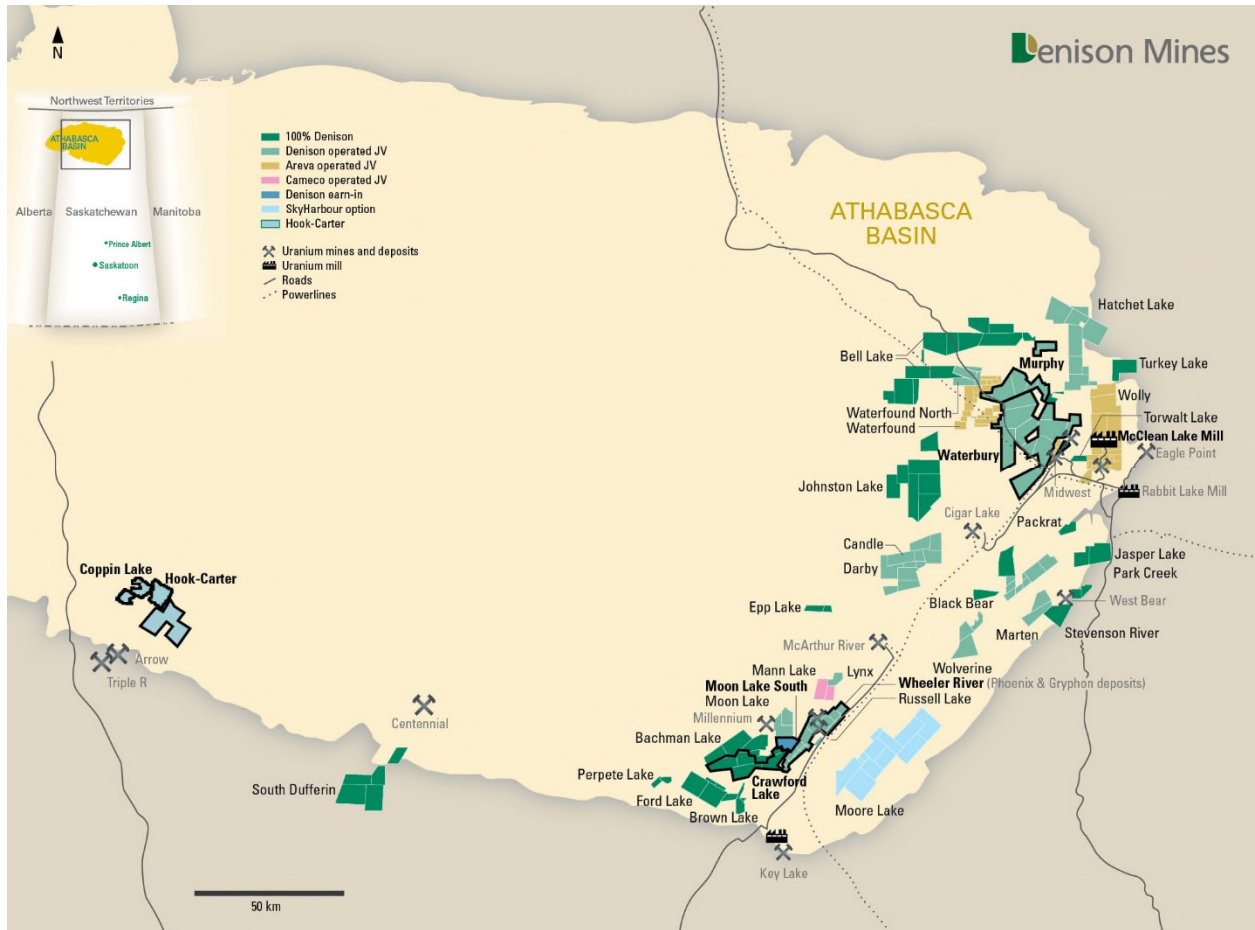 N
Denison Mines
Northwest Territories
ATHABASCA
BASIN
Alberta
Saskatchewan
Manitoba
Prince Albert
Saskatoon
Regina
100% Denison
Denison operated JV
Areva operated JV
Cameco operated JV
Denison earn-in
SkyHarbour option
Hook-Carter
Uranium mines and deposits
Uranium mill
Roads
Powerlines
ATHABASCA
BASIN
Hatchet Lake
Bell Lake
Murphy
Turkey Lake
Wolly
Waterfound North
Torwalt Lake
Waterfound
McClean Lake Mill
Waterbury
Eagle Point
Johnston Lake
Midwest
Rabbit Lake Mill
Cigar Lake
Packrat
Candle
Jasper Lake
Darby
Park Creek
Coppin Lake
Hook-Carter
Epp Lake
Black Bear
West Bear
Marten
Stevenson River
McArthur River
Wolverine
Arrow
Triple R
Mann Lake
Lynx
Moon Lake South
Wheeler River (Phoenix & Gryphon deposits)
Moon Lake
Russell Lake
Millennium
Centennial
Bachman Lake
Perpete Lake
Crawford
Lake
South Dufferin
Ford Lake
Brown Lake
Moore Lake
Key Lake
50 km